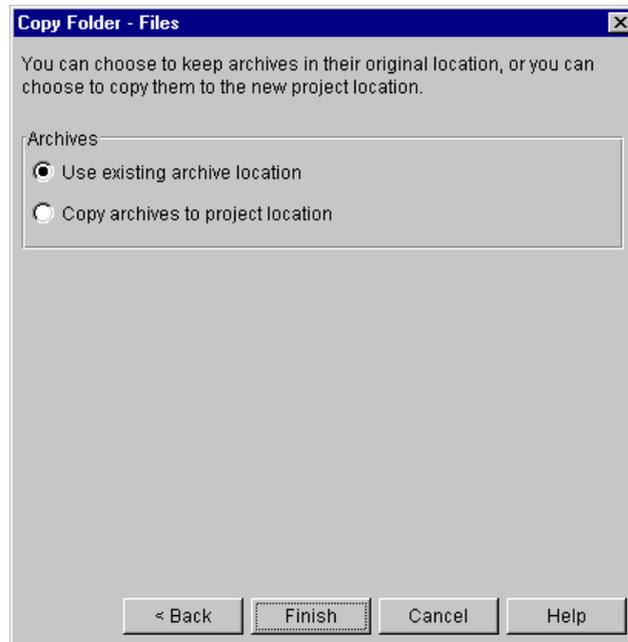 Copy Folder - Files
You can choose to keep archives in their original location, or you can
choose to copy them to the new project location.
Archives
Use existing archive location
Copy archives to project location
< Back
Finish
Cancel
Help